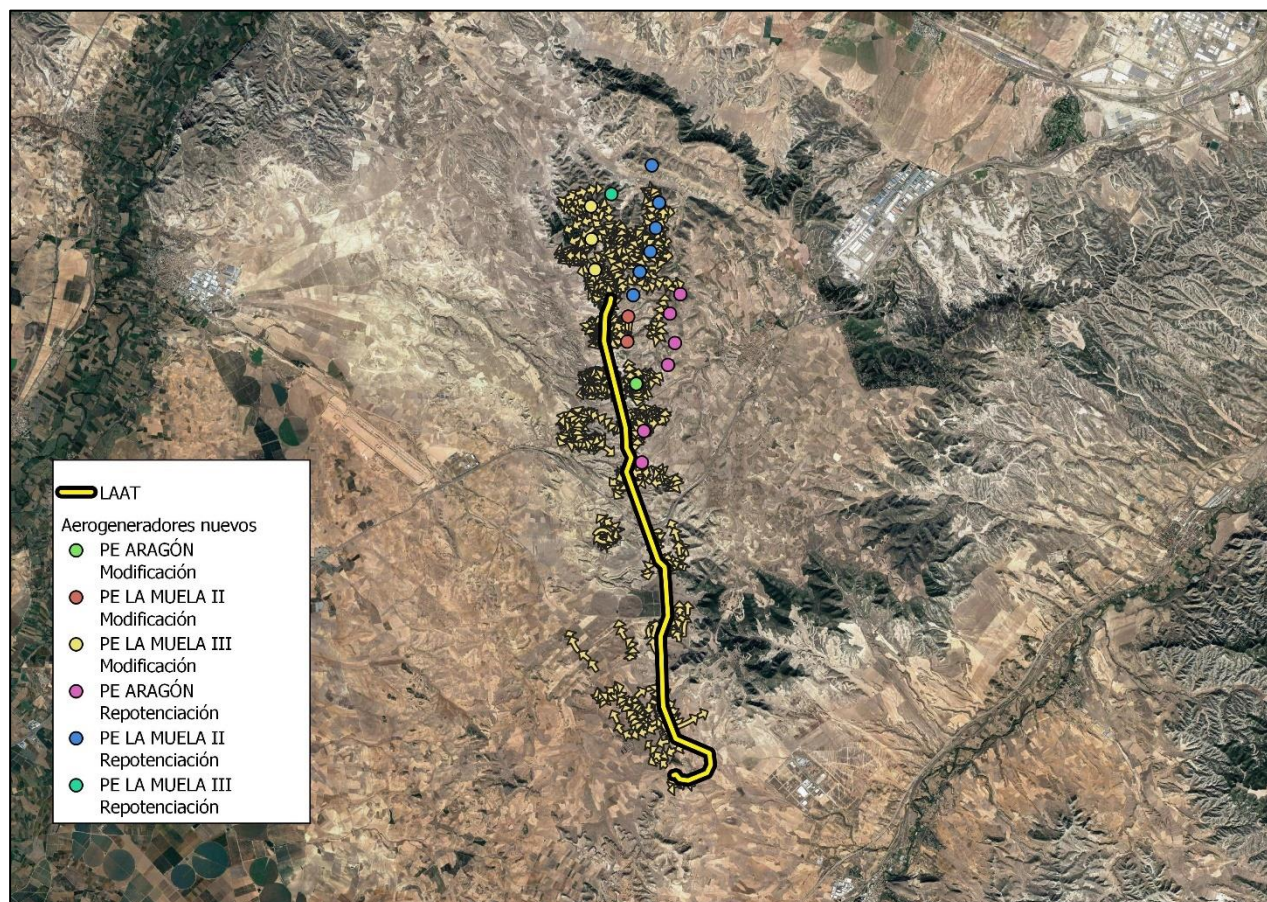 LAAT
Aerogeneradores nuevos
PE ARAGÓN
Modificación
PE LA MUELA II
Modificación
PE LA MUELA III
Modificación
PE ARAGÓN
Repotenciación
PE LA MUELA II
Repotenciación
PE LA MUELA III
Repotenciación